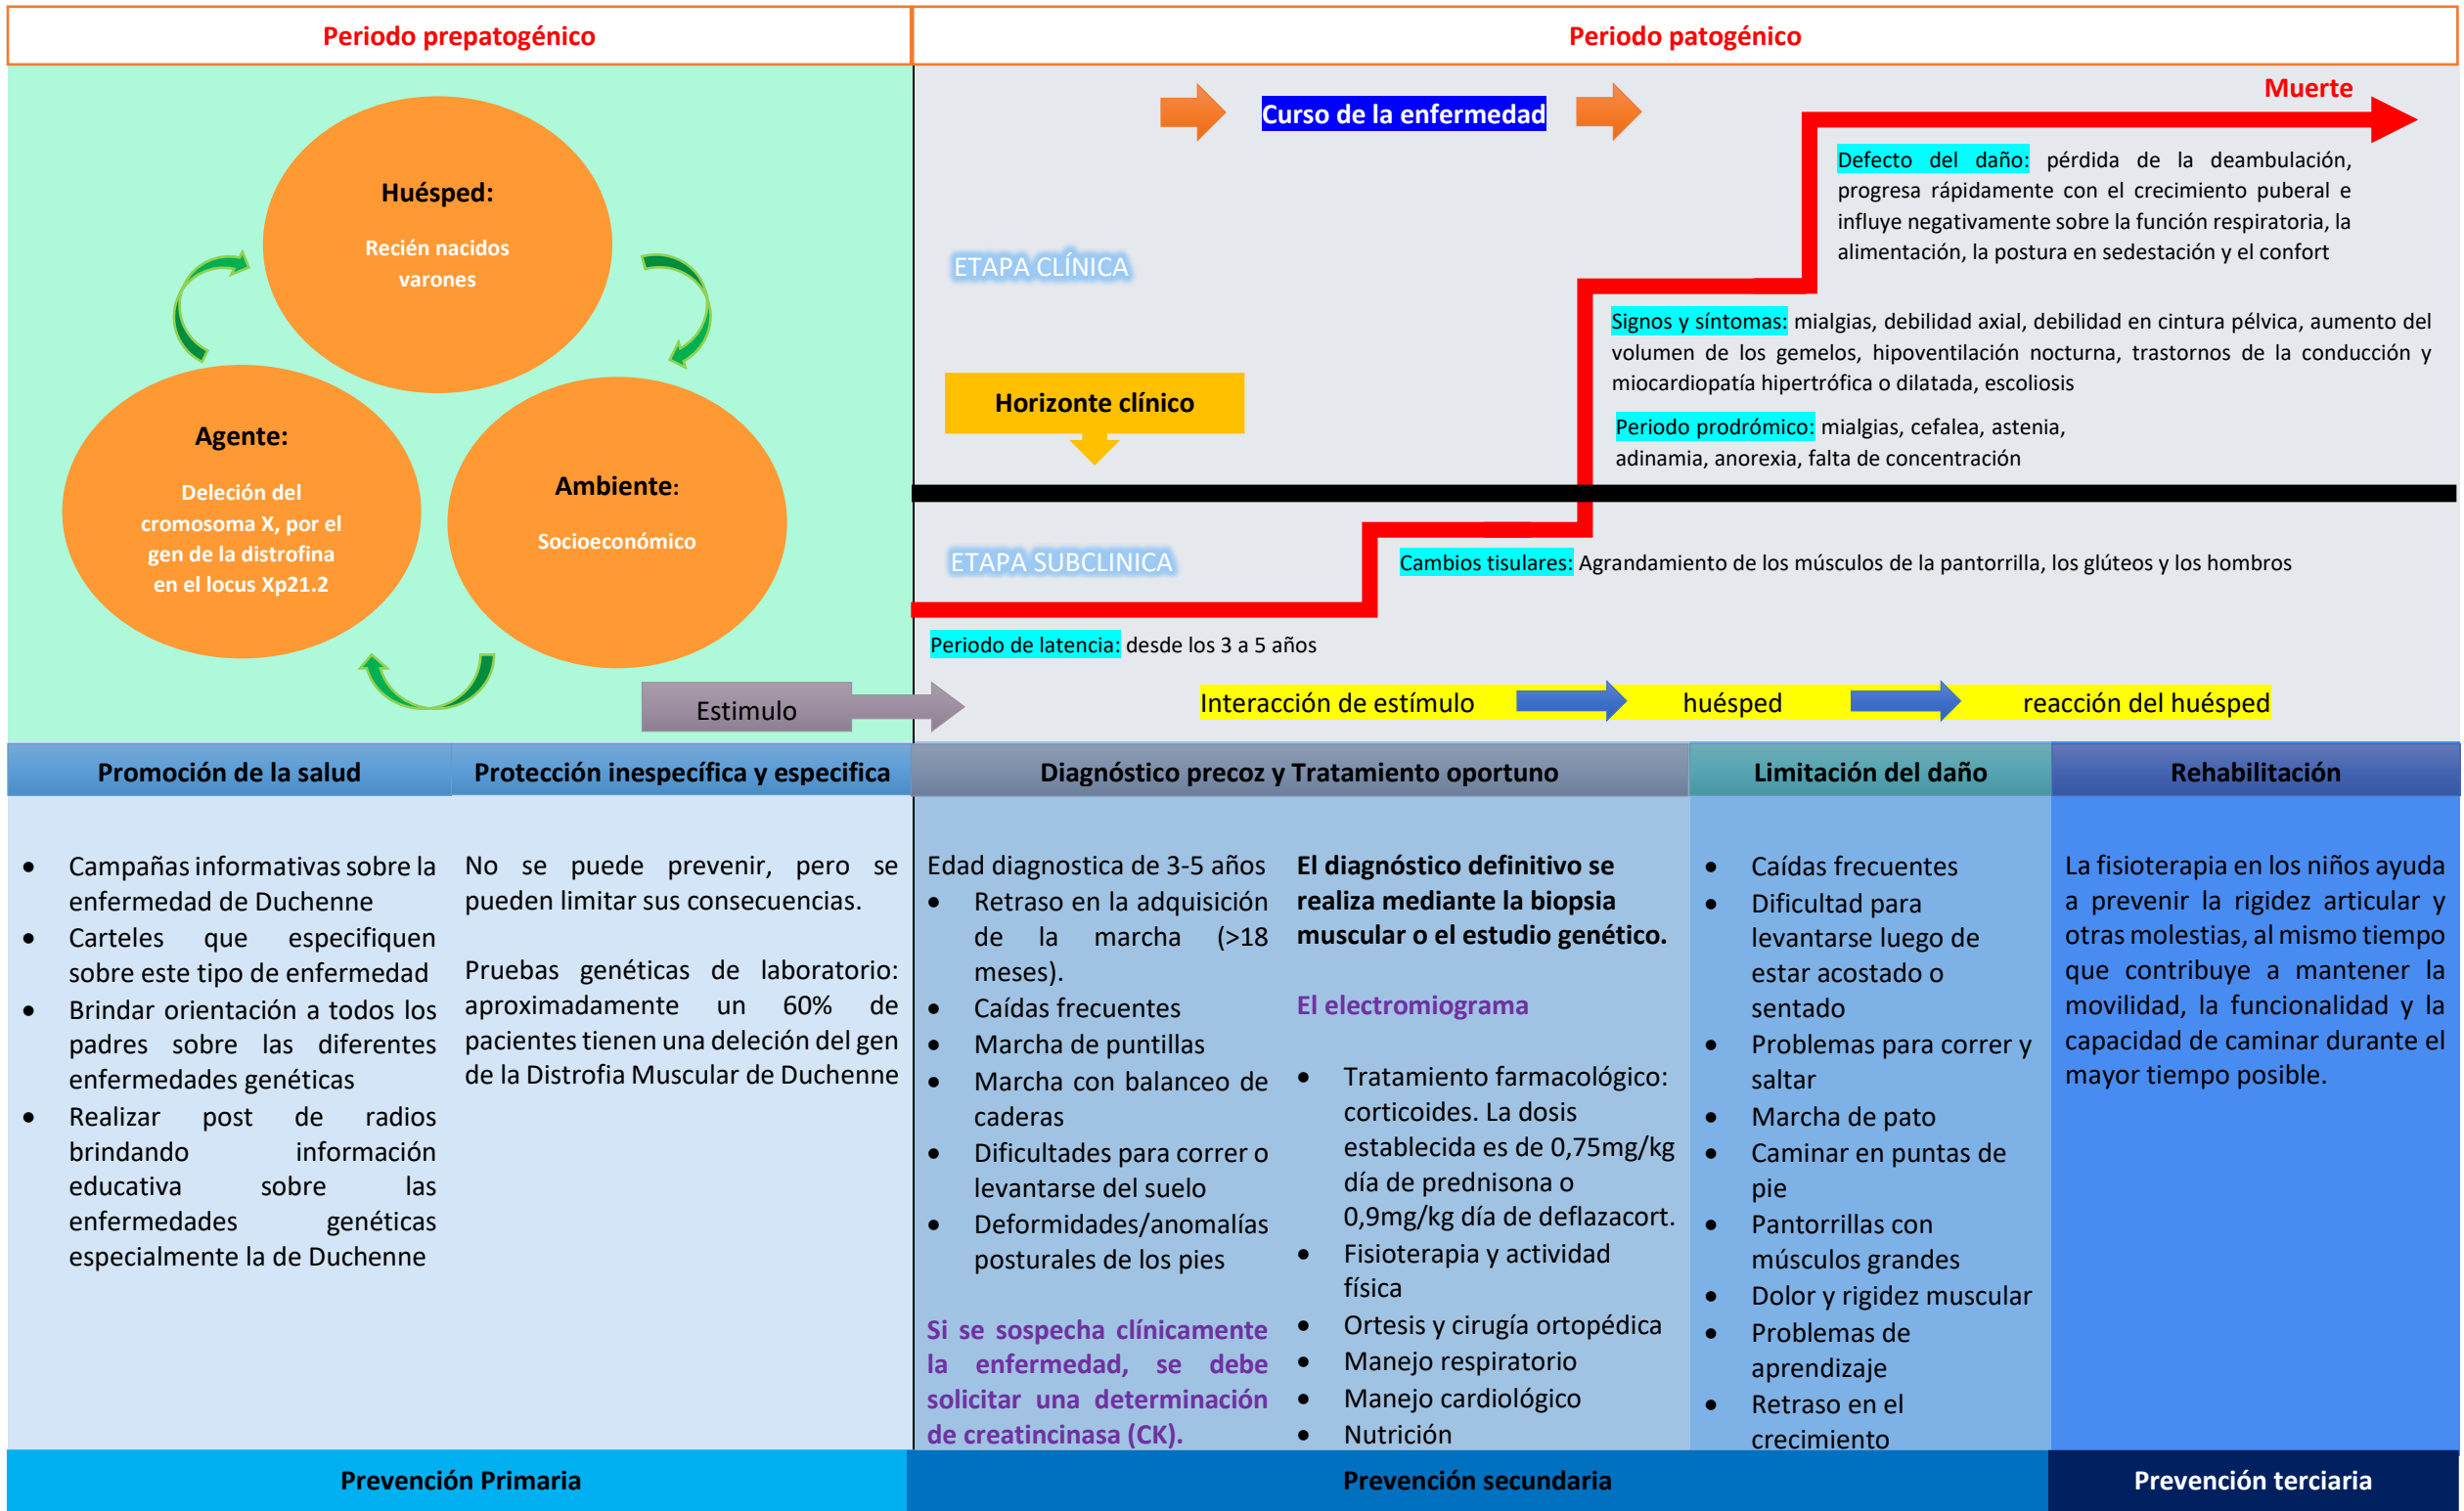 Periodo prepatogénico
Periodo patogénico
Huésped:
Recién nacidos
varones
Agente:
Deleción del
cromosoma X, por el
gen de la distrofina
en el locus Xp21.2
Ambiente:
Socioeconómico
Estimulo
Curso de la enfermedad
Muerte
Defecto del daño: pérdida de la deambulación,
progresa rápidamente con el crecimiento puberal e
influye negativamente sobre la función respiratoria, la
alimentación, la postura en sedestación y el confort
ETAPA CLÍNICA
Signos y síntomas: mialgias, debilidad axial, debilidad en cintura pélvica, aumento del
volumen de los gemelos, hipoventilación nocturna, trastornos de la conducción y
miocardiopatía hipertrófica o dilatada, escoliosis
Horizonte clínico
Periodo prodrómico: mialgias, cefalea, astenia,
adinamia, anorexia, falta de concentración
ETAPA SUBCLINICA
Cambios tisulares: Agrandamiento de los músculos de la pantorrilla, los glúteos y los hombros
Periodo de latencia: desde los 3 a 5 años
Interacción de estímulo huésped reacción del huésped
Promoción de la salud
• Campañas informativas sobre la
enfermedad de Duchenne
• Carteles que especifiquen
sobre este tipo de enfermedad
• Brindar orientación a todos los
padres sobre las diferentes
enfermedades genéticas
• Realizar post de radios
brindando información
educativa sobre las
enfermedades genéticas
especialmente la de Duchenne
Protección inespecífica y especifica
No se puede prevenir, pero se
pueden limitar sus consecuencias.
Pruebas genéticas de laboratorio:
aproximadamente un 60% de
pacientes tienen una deleción del gen
de la Distrofia Muscular de Duchenne
Diagnóstico precoz y Tratamiento oportuno
Edad diagnostica de 3-5 años
• Retraso en la adquisición
de la marcha (>18
meses).
• Caídas frecuentes
• Marcha de puntillas
• Marcha con balanceo de
caderas
• Dificultades para correr o
levantarse del suelo
• Deformidades/anomalías
posturales de los pies
Si se sospecha clínicamente
la enfermedad, se debe
solicitar una determinación
de creatincinasa (CK).
El diagnóstico definitivo se
realiza mediante la biopsia
muscular o el estudio genético.
El electromiograma
• Tratamiento farmacológico:
corticoides. La dosis
establecida es de 0,75mg/kg
día de prednisona o
0,9mg/kg día de deflazacort.
• Fisioterapia y actividad
física
• Ortesis y cirugía ortopédica
• Manejo respiratorio
• Manejo cardiológico
• Nutrición
Limitación del daño
• Caídas frecuentes
• Dificultad para
levantarse luego de
estar acostado o
sentado
• Problemas para correr y
saltar
• Marcha de pato
• Caminar en puntas de
pie
• Pantorrillas con
músculos grandes
• Dolor y rigidez muscular
• Problemas de
aprendizaje
• Retraso en el
crecimiento
Rehabilitación
La fisioterapia en los niños ayuda
a prevenir la rigidez articular y
otras molestias, al mismo tiempo
que contribuye a mantener la
movilidad, la funcionalidad y la
capacidad de caminar durante el
mayor tiempo posible.
Prevención Primaria
Prevención secundaria
Prevención terciaria